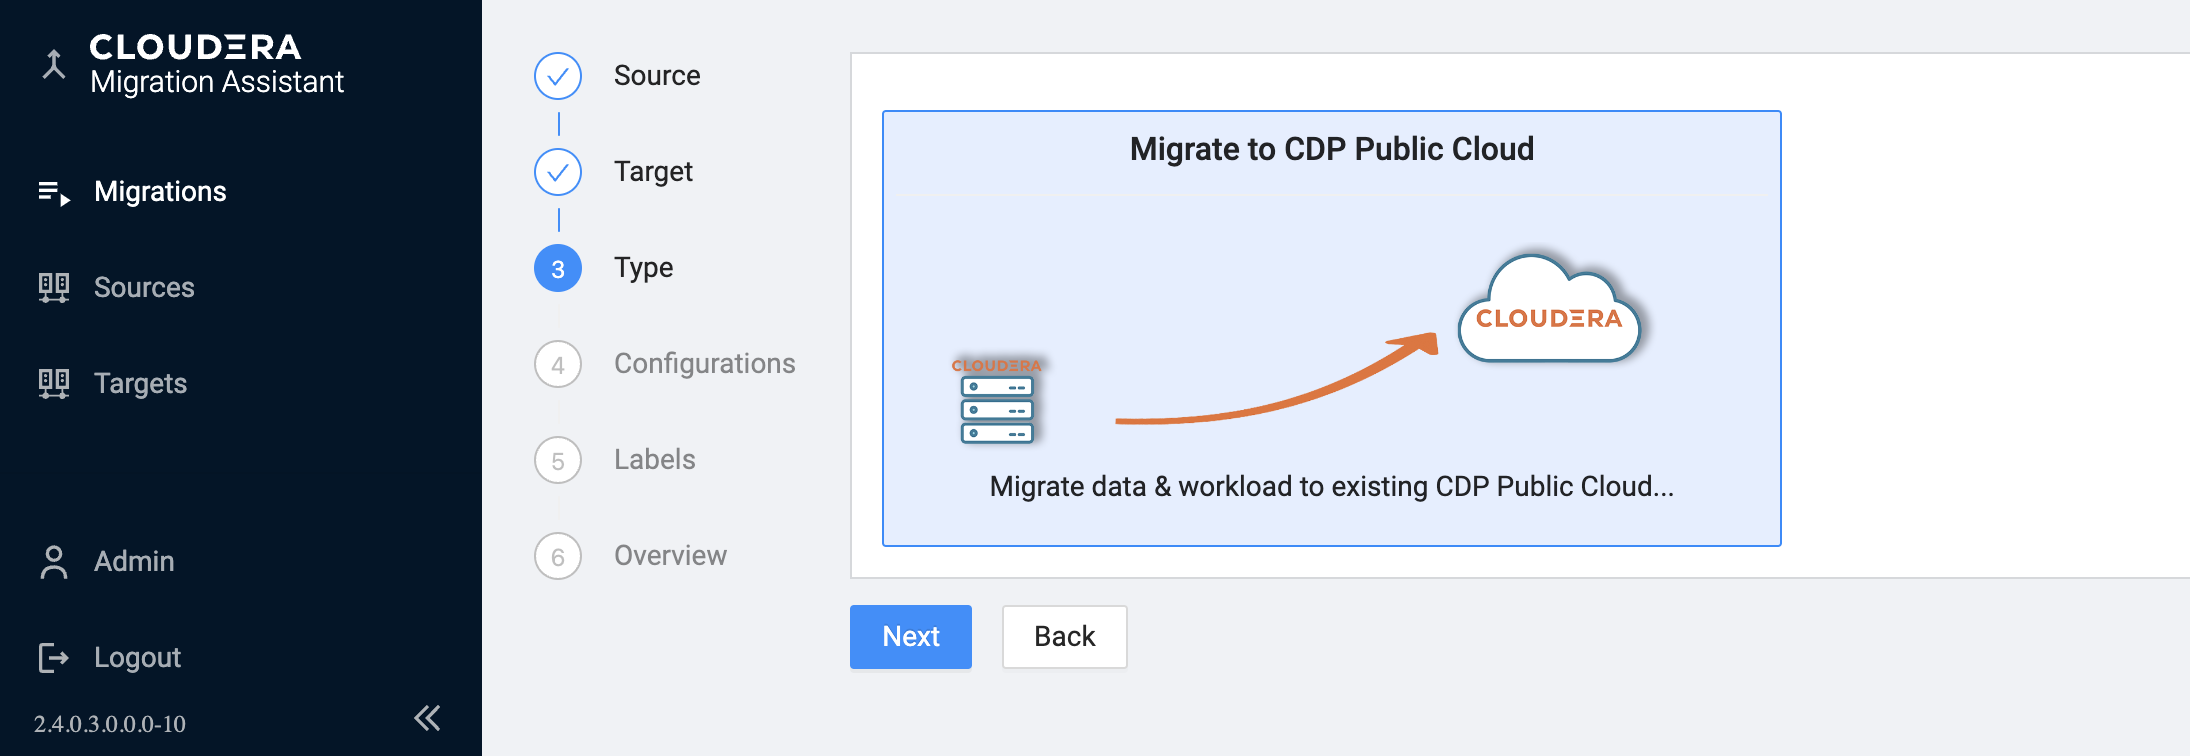 CLOUDERA
Migration Assistant
Migrations
Sources
Targets
Admin
Logout
2.4.0.3.0.0.0-10
Source
Target
3 Type
4 Configurations
5 Labels
6 Overview
Migrate to CDP Public Cloud
CLOUDERA
CLOUDERA
Migrate data & workload to existing CDP Public Cloud...
Next
Back